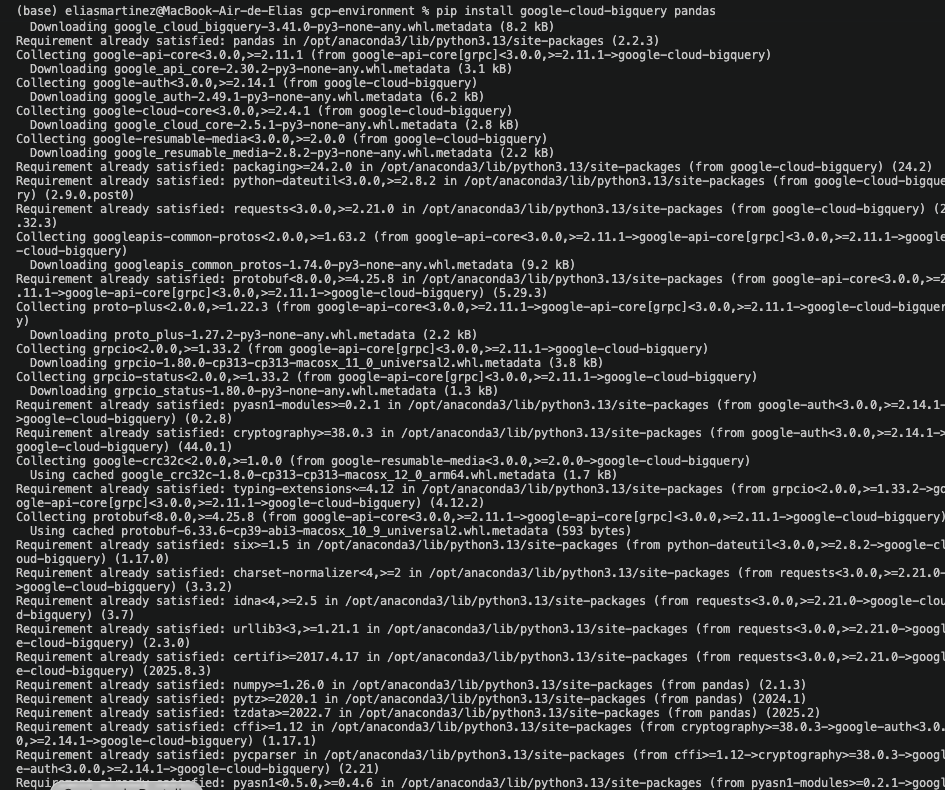 (base) eliasmartinez@MacBook-Air-de-Elias gcp-environment % pip install google-cloud-bigquery pandas
Downloading google_cloud_bigquery-3.41.0-py3-none-any.whl.metadata (8.2 kB)
Requirement already satisfied: pandas in /opt/anaconda3/lib/python3.13/site-packages (2.2.3)
Collecting google-api-core<3.0.0,>=2.11.1 (from google-api-core[grpc]<3.0.0,>=2.11.1->google-cloud-bigquery)
Downloading google_api_core-2.30.2-py3-none-any.whl.metadata (3.1 kB)
Collecting google-auth<3.0.0,>=2.14.1 (from google-cloud-bigquery)
Downloading google_auth-2.49.1-py3-none-any.whl.metadata (6.2 kB)
Collecting google-cloud-core<3.0.0,>=2.4.1 (from google-cloud-bigquery)
Downloading google_cloud_core-2.5.1-py3-none-any.whl.metadata (2.8 kB)
Collecting google-resumable-media<3.0.0,>=2.0.0 (from google-cloud-bigquery)
Downloading google_resumable_media-2.8.2-py3-none-any.whl.metadata (2.2 kB)
Requirement already satisfied: packaging>=24.2.0 in /opt/anaconda3/lib/python3.13/site-packages (from google-cloud-bigquery) (24.2)
Requirement already satisfied: python-dateutil<3.0.0,>=2.8.2 in /opt/anaconda3/lib/python3.13/site-packages (from google-cloud-bigque
ry) (2.9.0.post0)
Requirement already satisfied: requests<3.0.0,>=2.21.0 in /opt/anaconda3/lib/python3.13/site-packages (from google-cloud-bigquery) (2
.32.3)
Collecting googleapis-common-protos<2.0.0,>=1.63.2 (from google-api-core<3.0.0,>=2.11.1->google-api-core[grpc]<3.0.0,>=2.11.1->google
-cloud-bigquery)
Downloading googleapis_common_protos-1.74.0-py3-none-any.whl.metadata (9.2 kB)
Requirement already satisfied: protobuf<8.0.0,>=4.25.8 in /opt/anaconda3/lib/python3.13/site-packages (from google-api-core<3.0.0,>=2
.11.1->google-api-core[grpc]<3.0.0,>=2.11.1->google-cloud-bigquery) (5.29.3)
Collecting proto-plus<2.0.0,>=1.22.3 (from google-api-core<3.0.0,>=2.11.1->google-api-core[grpc]<3.0.0,>=2.11.1->google-cloud-bigquer
y)
Downloading proto_plus-1.27.2-py3-none-any.whl.metadata (2.2 kB)
Collecting grpcio<2.0.0,>=1.33.2 (from google-api-core[grpc]<3.0.0,>=2.11.1->google-cloud-bigquery)
Downloading grpcio-1.80.0-cp313-cp313-macosx_11_0_universal2.whl.metadata (3.8 kB)
Collecting grpcio-status<2.0.0,>=1.33.2 (from google-api-core[grpc]<3.0.0,>=2.11.1->google-cloud-bigquery)
Downloading grpcio_status-1.80.0-py3-none-any.whl.metadata (1.3 kB)
Requirement already satisfied: pyasn1-modules>=0.2.1 in /opt/anaconda3/lib/python3.13/site-packages (from google-auth<3.0.0,>=2.14.1-
>google-cloud-bigquery) (0.2.8)
Requirement already satisfied: cryptography>=38.0.3 in /opt/anaconda3/lib/python3.13/site-packages (from google-auth<3.0.0,>=2.14.1->
google-cloud-bigquery) (44.0.1)
Collecting google-crc32c<2.0.0,>=1.0.0 (from google-resumable-media<3.0.0,>=2.0.0->google-cloud-bigquery)
Using cached google_crc32c-1.8.0-cp313-cp313-macosx_12_0_arm64.whl.metadata (1.7 kB)
Requirement already satisfied: typing-extensions~=4.12 in /opt/anaconda3/lib/python3.13/site-packages (from grpcio<2.0.0,>=1.33.2->go
ogle-api-core[grpc]<3.0.0,>=2.11.1->google-cloud-bigquery) (4.12.2)
Collecting protobuf<8.0.0,>=4.25.8 (from google-api-core<3.0.0,>=2.11.1->google-api-core[grpc]<3.0.0,>=2.11.1->google-cloud-bigquery)
Using cached protobuf-6.33.6-cp39-abi3-macosx_10_9_universal2.whl.metadata (593 bytes)
Requirement already satisfied: six>=1.5 in /opt/anaconda3/lib/python3.13/site-packages (from python-dateutil<3.0.0,>=2.8.2->google-cl
oud-bigquery) (1.17.0)
Requirement already satisfied: charset-normalizer<4,>=2 in /opt/anaconda3/lib/python3.13/site-packages (from requests<3.0.0,>=2.21.0-
>google-cloud-bigquery) (3.3.2)
Requirement already satisfied: idna<4,>=2.5 in /opt/anaconda3/lib/python3.13/site-packages (from requests<3.0.0,>=2.21.0->google-clou
d-bigquery) (3.7)
Requirement already satisfied: urllib3<3,>=1.21.1 in /opt/anaconda3/lib/python3.13/site-packages (from requests<3.0.0,>=2.21.0->googl
e-cloud-bigquery) (2.3.0)
Requirement already satisfied: certifi>=2017.4.17 in /opt/anaconda3/lib/python3.13/site-packages (from requests<3.0.0,>=2.21.0->googl
e-cloud-bigquery) (2025.8.3)
Requirement already satisfied: numpy>=1.26.0 in /opt/anaconda3/lib/python3.13/site-packages (from pandas) (2.1.3)
Requirement already satisfied: pytz>=2020.1 in /opt/anaconda3/lib/python3.13/site-packages (from pandas) (2024.1)
Requirement already satisfied: tzdata>=2022.7 in /opt/anaconda3/lib/python3.13/site-packages (from pandas) (2025.2)
Requirement already satisfied: cffi>=1.12 in /opt/anaconda3/lib/python3.13/site-packages (from cryptography>=38.0.3->google-auth<3.0.
0,>=2.14.1->google-cloud-bigquery) (1.17.1)
Requirement already satisfied: pycparser in /opt/anaconda3/lib/python3.13/site-packages (from cffi>=1.12->cryptography>=38.0.3->googl
e-auth<3.0.0,>=2.14.1->google-cloud-bigquery) (2.21)
Requirement already satisfied: pyasn1<0.5.0,>=0.4.6 in /opt/anaconda3/lib/python3.13/site-packages (from pyasn1-modules>=0.2.1->googl